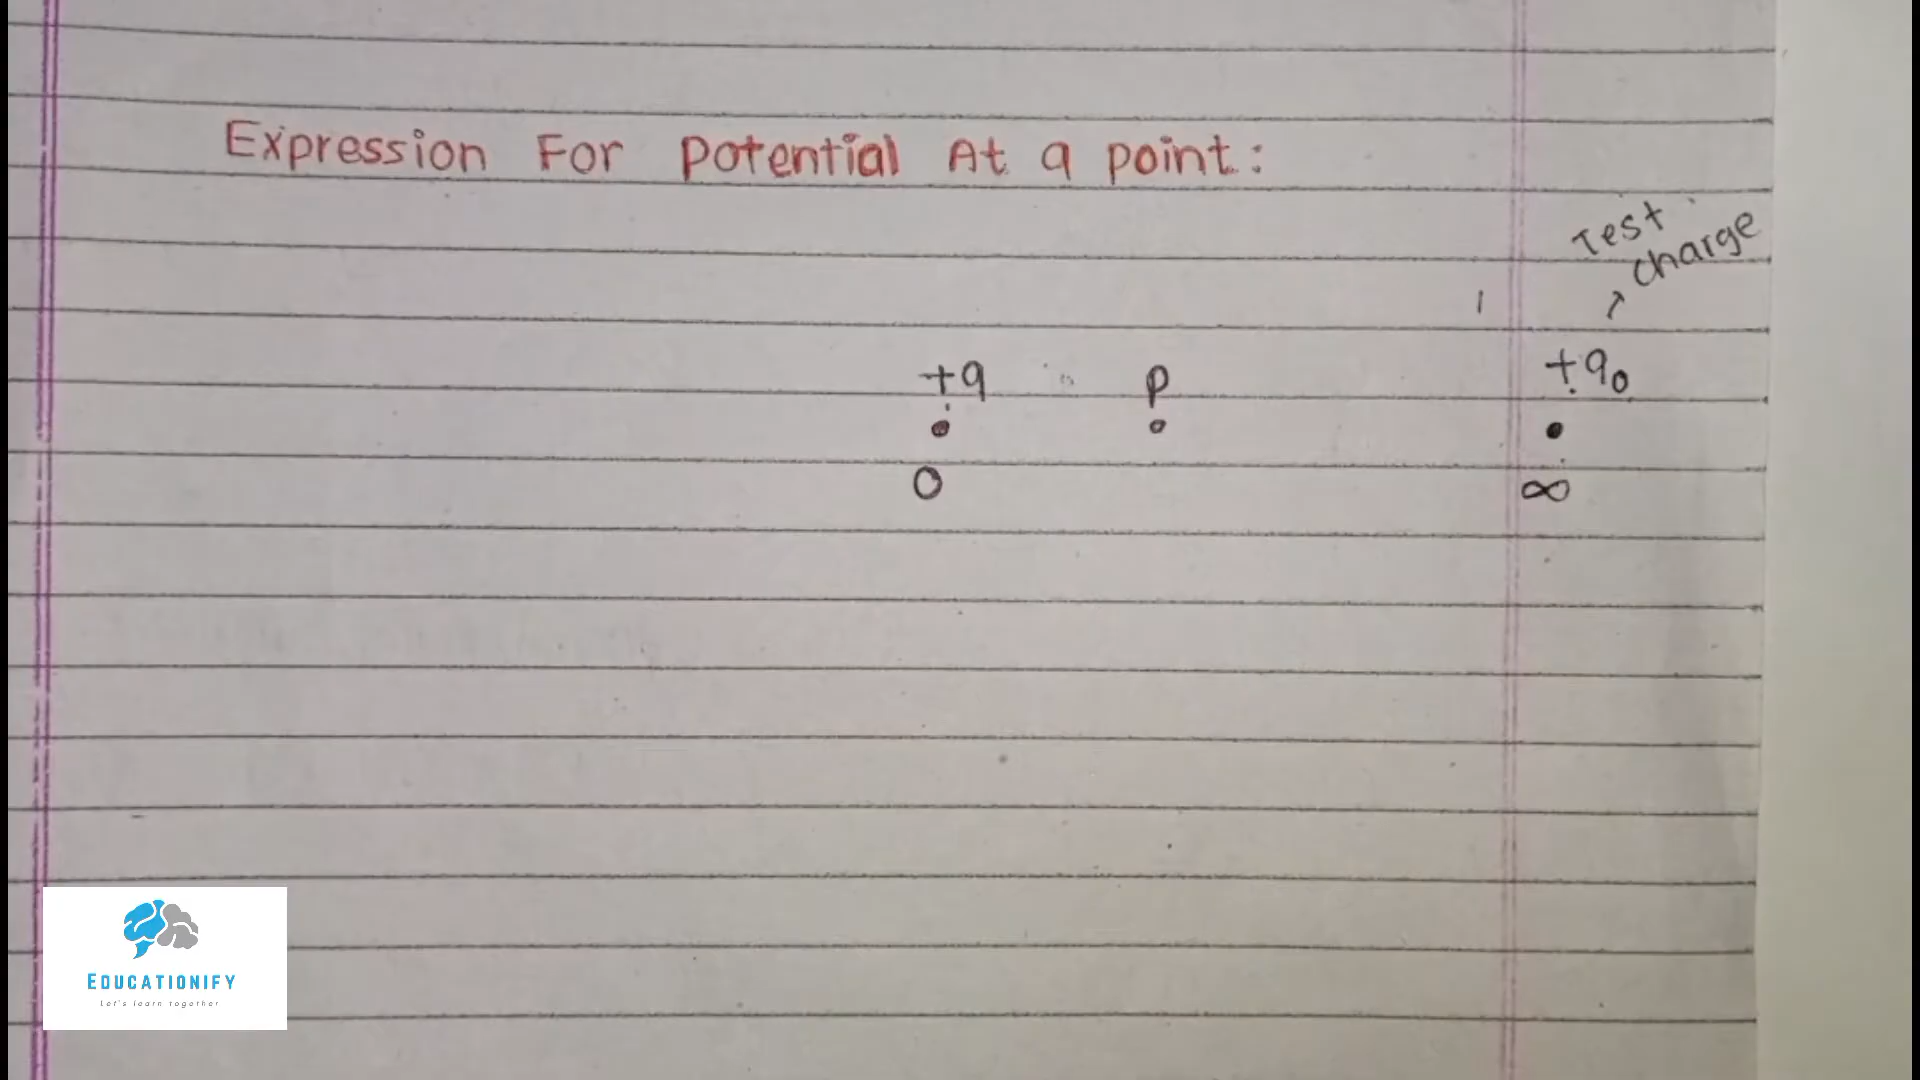 Expression For Potential At a point:
Test
charge
+q P +q₀
O ∞
EDUCATIONIFY
Let's learn together